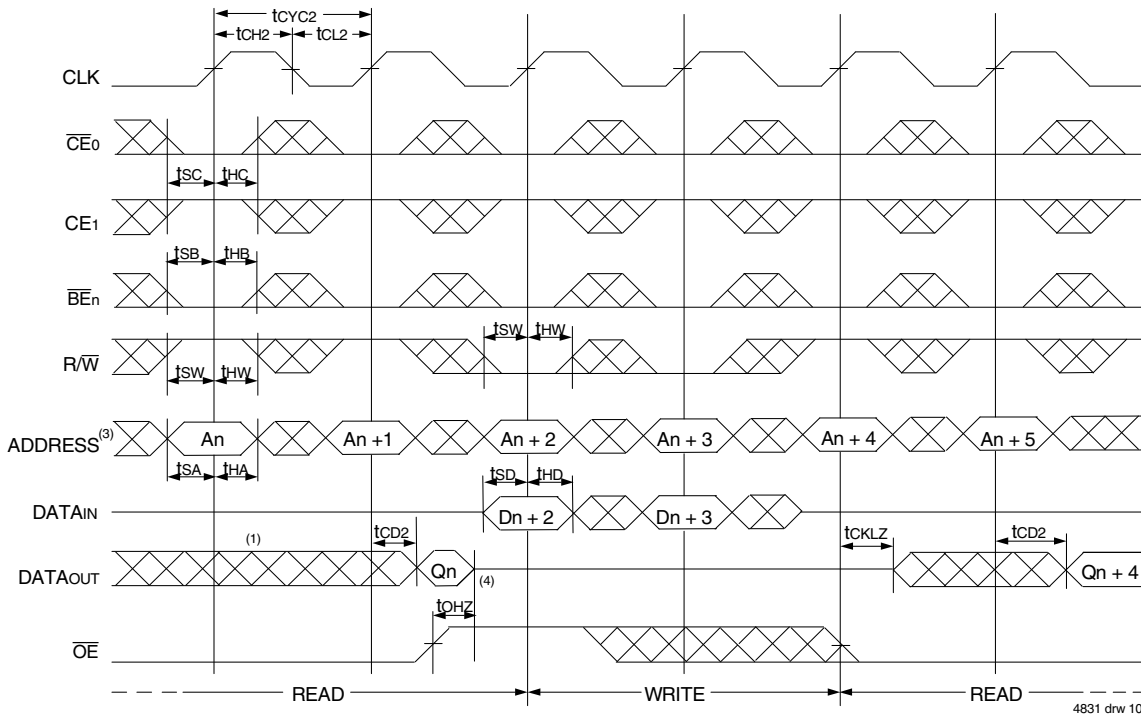 tCYC2
tCH2 tCL2
CLK
CE0
tSC tHC
CE1
tSB tHB
BEn
tSW tHW
R/W
tSW tHW
ADDRESS(3) An An +1 An + 2 An + 3 An + 4 An + 5
tSA tHA tSD tHD
DATAIN Dn + 2 Dn + 3
(1) tCD2 tCKLZ tCD2
DATAOUT Qn (4) Qn + 4
tOHZ
OE
READ WRITE READ
4831 drw 10